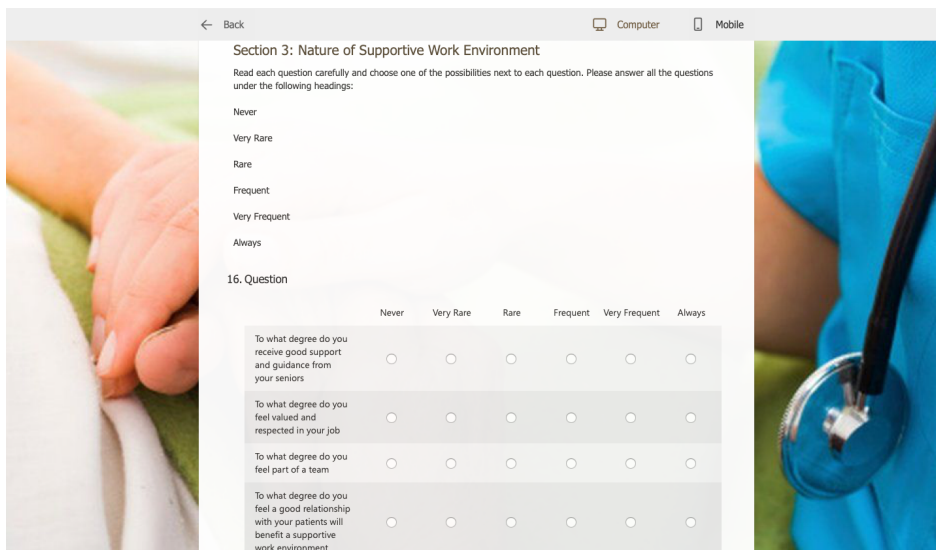 Back
Computer
Mobile
Section 3: Nature of Supportive Work Environment
Read each question carefully and choose one of the possibilities next to each question. Please answer all the questions
under the following headings:
Never
Very Rare
Rare
Frequent
Very Frequent
Always
16. Question
Never Very Rare Rare Frequent Very Frequent Always
To what degree do you
receive good support
and guidance from
your seniors
To what degree do you
feel valued and
respected in your job
To what degree do you
feel part of a team
To what degree do you
feel a good relationship
with your patients will
benefit a supportive
work environment